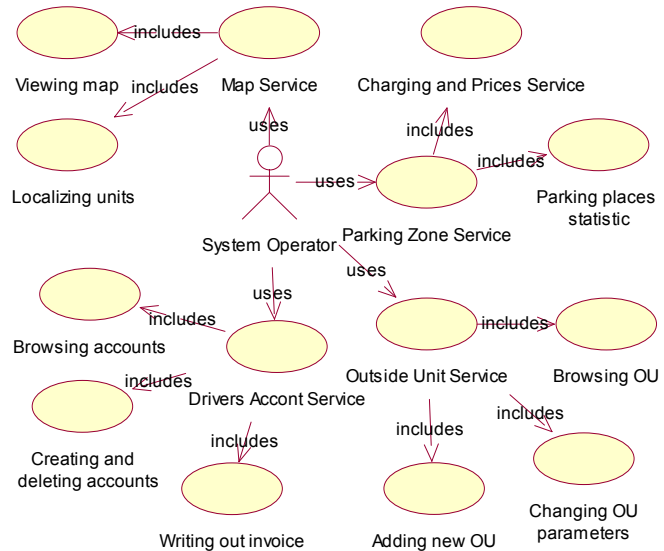 includes
Viewing map
Map Service
Charging and Prices Service
includes
uses
includes
includes
Localizing units
uses
Parking places
statistic
System Operator
Parking Zone Service
uses
uses
includes
includes
Browsing accounts
Outside Unit Service
Browsing OU
includes
Drivers Accont Service
includes
includes
includes
Creating and
deleting accounts
Writing out invoice
Adding new OU
Changing OU
parameters